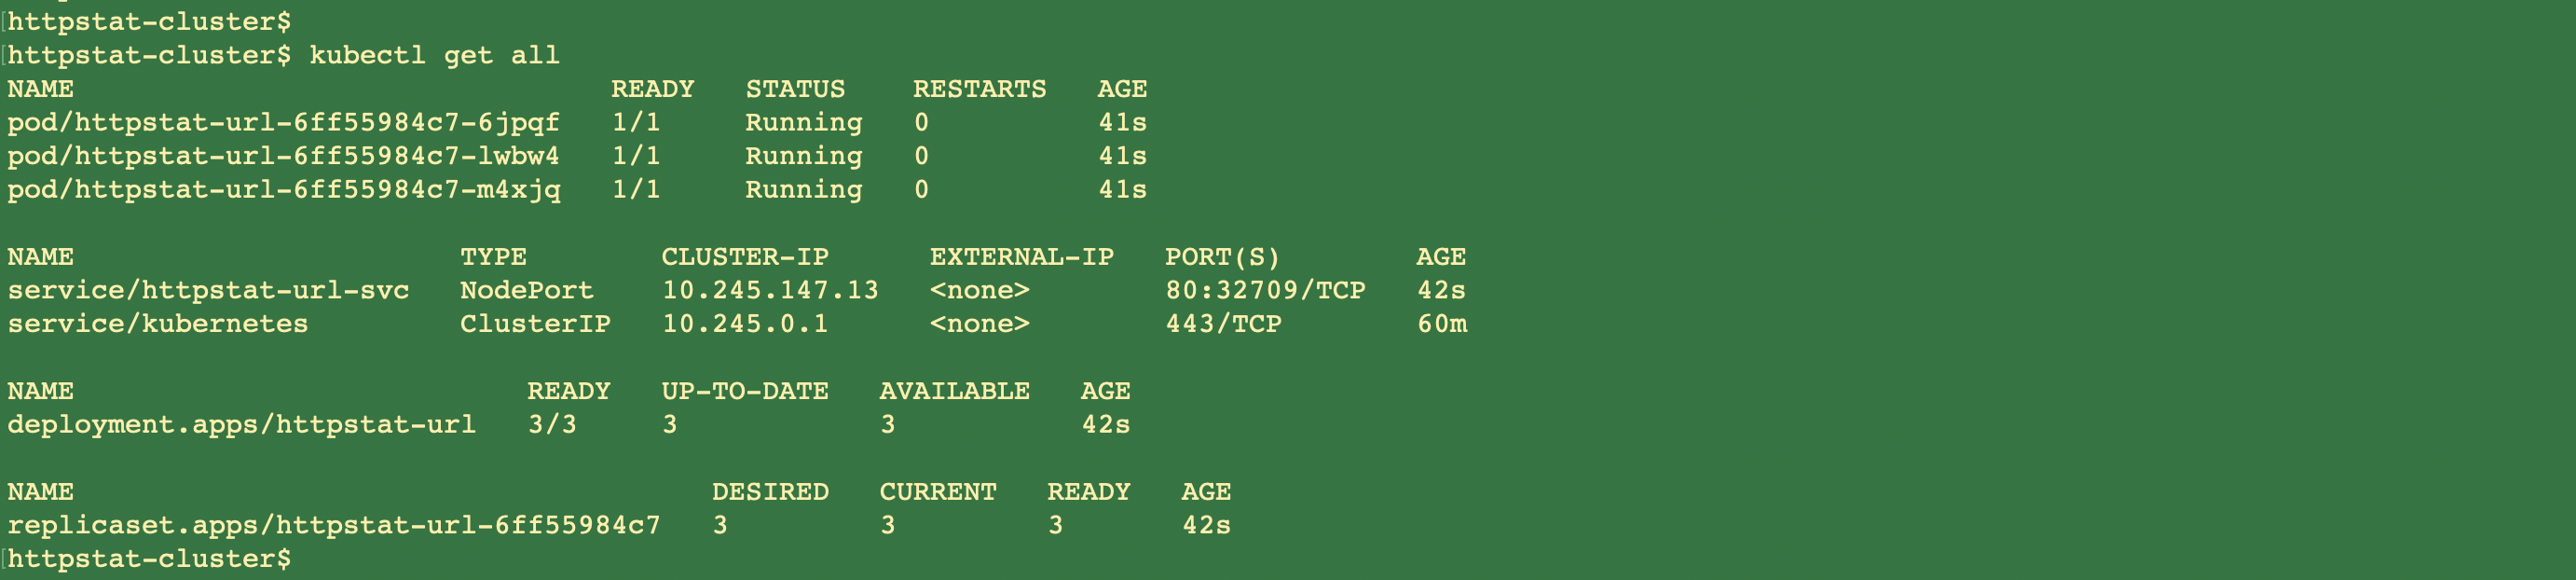 httpstat-cluster$
httpstat-cluster$ kubectl get all
NAME                                READY   STATUS    RESTARTS   AGE
pod/httpstat-url-6ff55984c7-6jpqf   1/1     Running   0          41s
pod/httpstat-url-6ff55984c7-lwbw4   1/1     Running   0          41s
pod/httpstat-url-6ff55984c7-m4xjq   1/1     Running   0          41s

NAME                       TYPE        CLUSTER-IP      EXTERNAL-IP   PORT(S)        AGE
service/httpstat-url-svc   NodePort    10.245.147.13   <none>        80:32709/TCP   42s
service/kubernetes         ClusterIP   10.245.0.1      <none>        443/TCP        60m

NAME                           READY   UP-TO-DATE   AVAILABLE   AGE
deployment.apps/httpstat-url   3/3     3            3           42s

NAME                                      DESIRED   CURRENT   READY   AGE
replicaset.apps/httpstat-url-6ff55984c7   3         3         3       42s
httpstat-cluster$